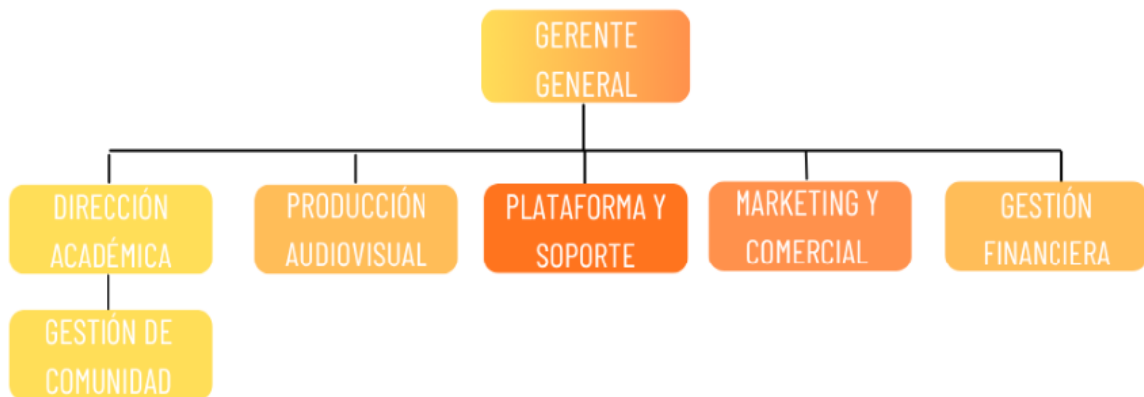 GERENTE
GENERAL
DIRECCIÓN
ACADÉMICA
PRODUCCIÓN
AUDIOVISUAL
PLATAFORMA Y
SOPORTE
MARKETING Y
COMERCIAL
GESTIÓN
FINANCIERA
GESTIÓN DE
COMUNIDAD